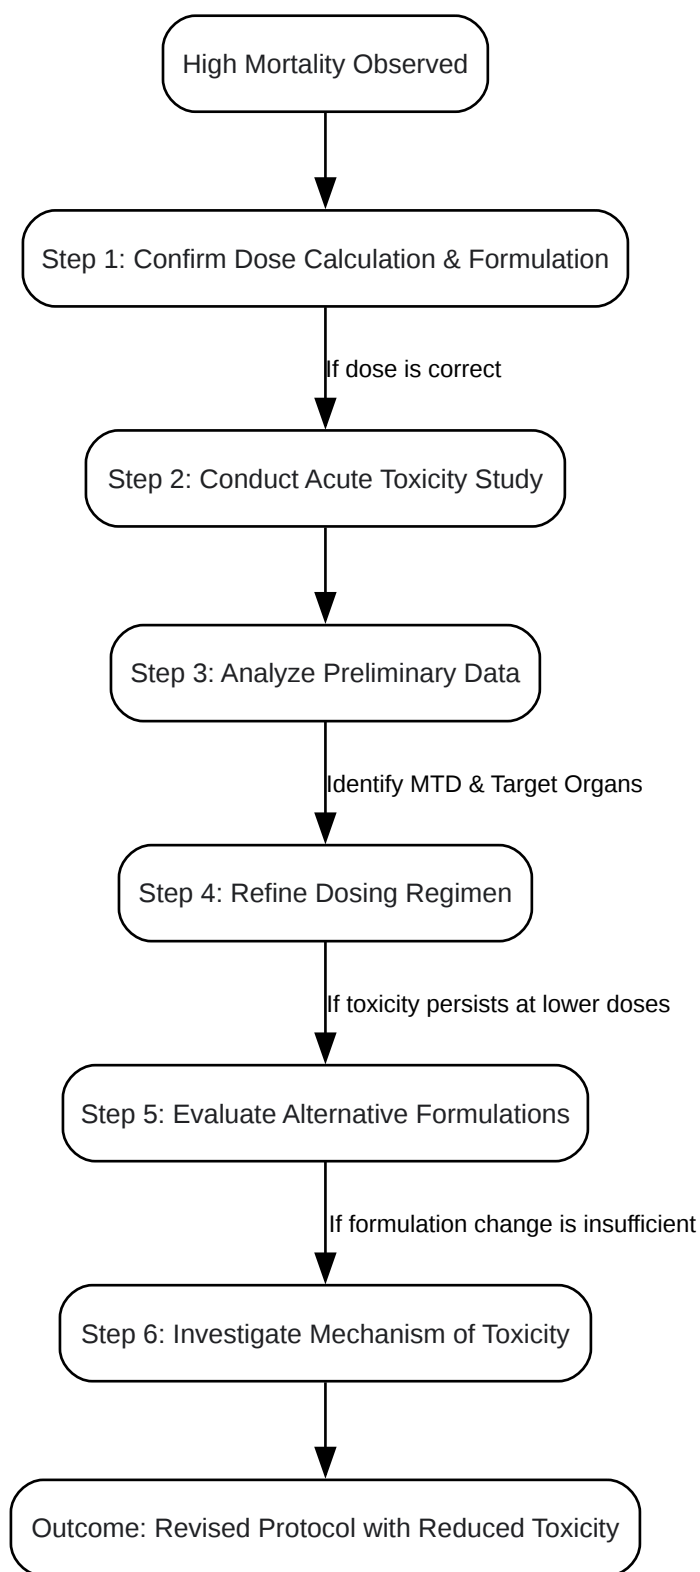 High Mortality Observed
Step 1: Confirm Dose Calculation & Formulation
If dose is correct
Step 2: Conduct Acute Toxicity Study
Step 3: Analyze Preliminary Data
Identify MTD & Target Organs
Step 4: Refine Dosing Regimen
If toxicity persists at lower doses
Step 5: Evaluate Alternative Formulations
If formulation change is insufficient
Step 6: Investigate Mechanism of Toxicity
Outcome: Revised Protocol with Reduced Toxicity